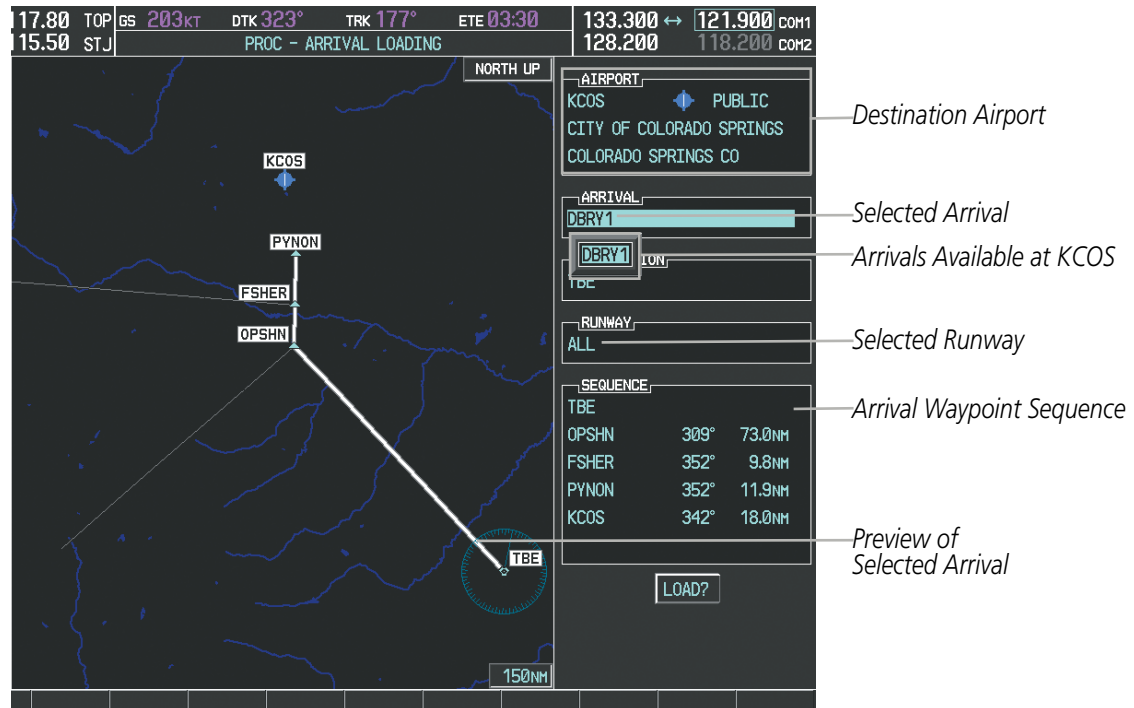 117.80 TOP GS 203KT DTK 323° TRK 177° ETE 03:30 133.300 ↔ 121.900 COM1
115.50 STJ PROC - ARRIVAL LOADING 128.200 118.200 COM2
NORTH UP
AIRPORT
KCOS PUBLIC
CITY OF COLORADO SPRINGS
COLORADO SPRINGS CO
Destination Airport
KCOS
ARRIVAL
DBRY1
Selected Arrival
DBRY1
Arrivals Available at KCOS
ION
TBE
PYNON
FSHER
OPSHN
RUNWAY
ALL
Selected Runway
SEQUENCE
TBE
Arrival Waypoint Sequence
OPSHN 309° 73.0NM
FSHER 352° 9.8NM
PYNON 352° 11.9NM
KCOS 342° 18.0NM
Preview of
Selected Arrival
TBE
LOAD?
150NM